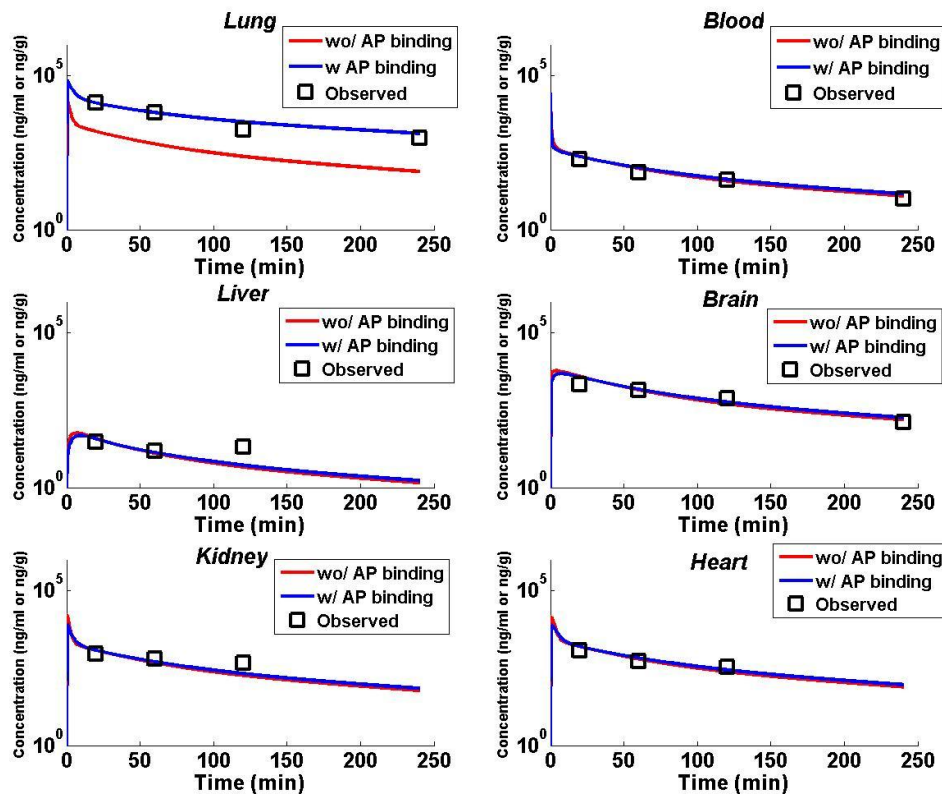 Lung
Concentration (ng/ml or ng/g)
10^5
10^0
wo/ AP binding
w AP binding
Observed
0 50 100 150 200 250
Time (min)
Blood
Concentration (ng/ml or ng/g)
10^5
10^0
wo/ AP binding
w/ AP binding
Observed
0 50 100 150 200 250
Time (min)
Liver
Concentration (ng/ml or ng/g)
10^5
10^0
wo/ AP binding
w/ AP binding
Observed
0 50 100 150 200 250
Time (min)
Brain
Concentration (ng/ml or ng/g)
10^5
10^0
wo/ AP binding
w/ AP binding
Observed
0 50 100 150 200 250
Time (min)
Kidney
Concentration (ng/ml or ng/g)
10^5
10^0
wo/ AP binding
w/ AP binding
Observed
0 50 100 150 200 250
Time (min)
Heart
Concentration (ng/ml or ng/g)
10^5
10^0
wo/ AP binding
w/ AP binding
Observed
0 50 100 150 200 250
Time (min)